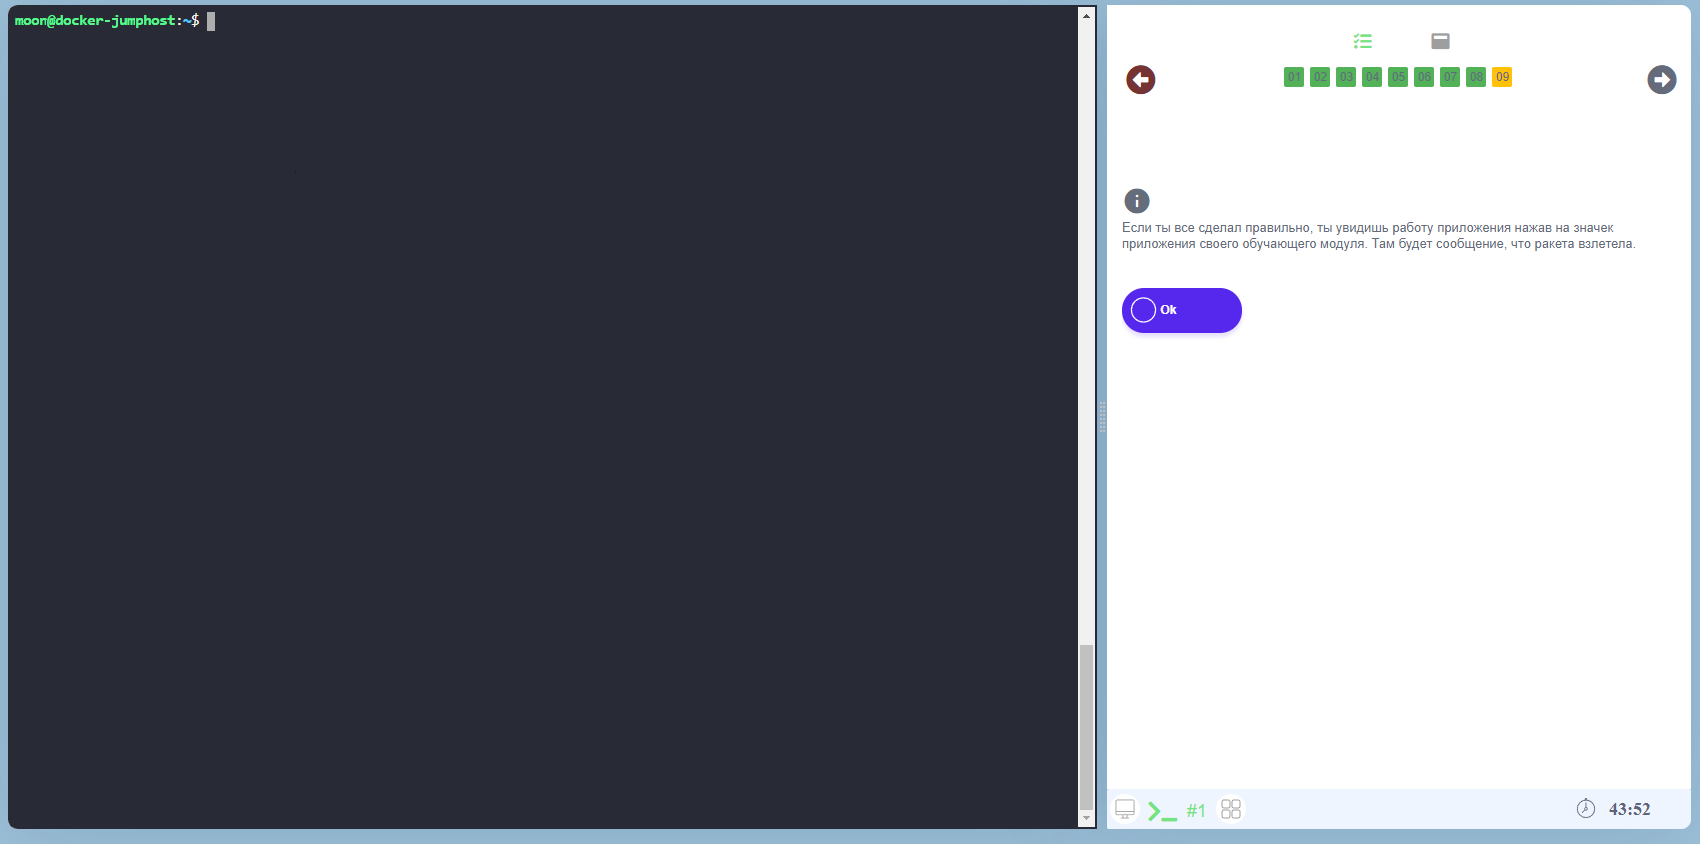 moon@docker-jumphost:~$
01 02 03 04 05 06 07 08 09
Если ты все сделал правильно, ты увидишь работу приложения нажав на значек
приложения своего обучающего модуля. Там будет сообщение, что ракета взлетела.
Ok
#1
43:52